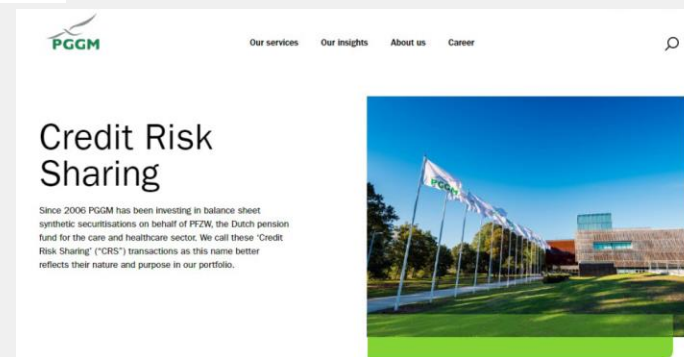 PGGM
Our services Our insights About us Career
Credit Risk
Sharing
Since 2006 PGGM has been investing in balance sheet
synthetic securitisations on behalf of PFZW, the Dutch pension
fund for the care and healthcare sector. We call these 'Credit
Risk Sharing' ("CRS") transactions as this name better
reflects their nature and purpose in our portfolio.
PGGM